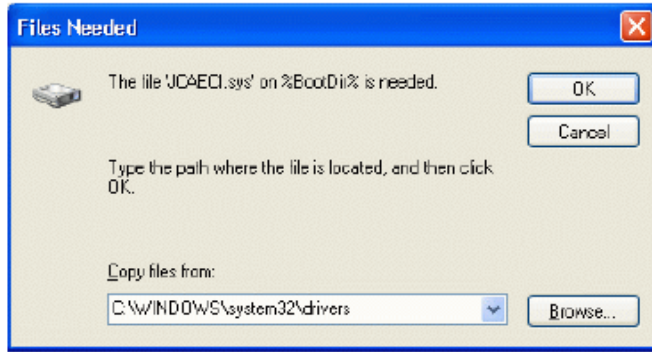 Files Needed
The file 'JCAECI.sys' on %BootDir% is needed.
OK
Cancel
Type the path where the file is located, and then click
OK.
Copy files from:
C:\WINDOWS\system32\drivers
Browse...